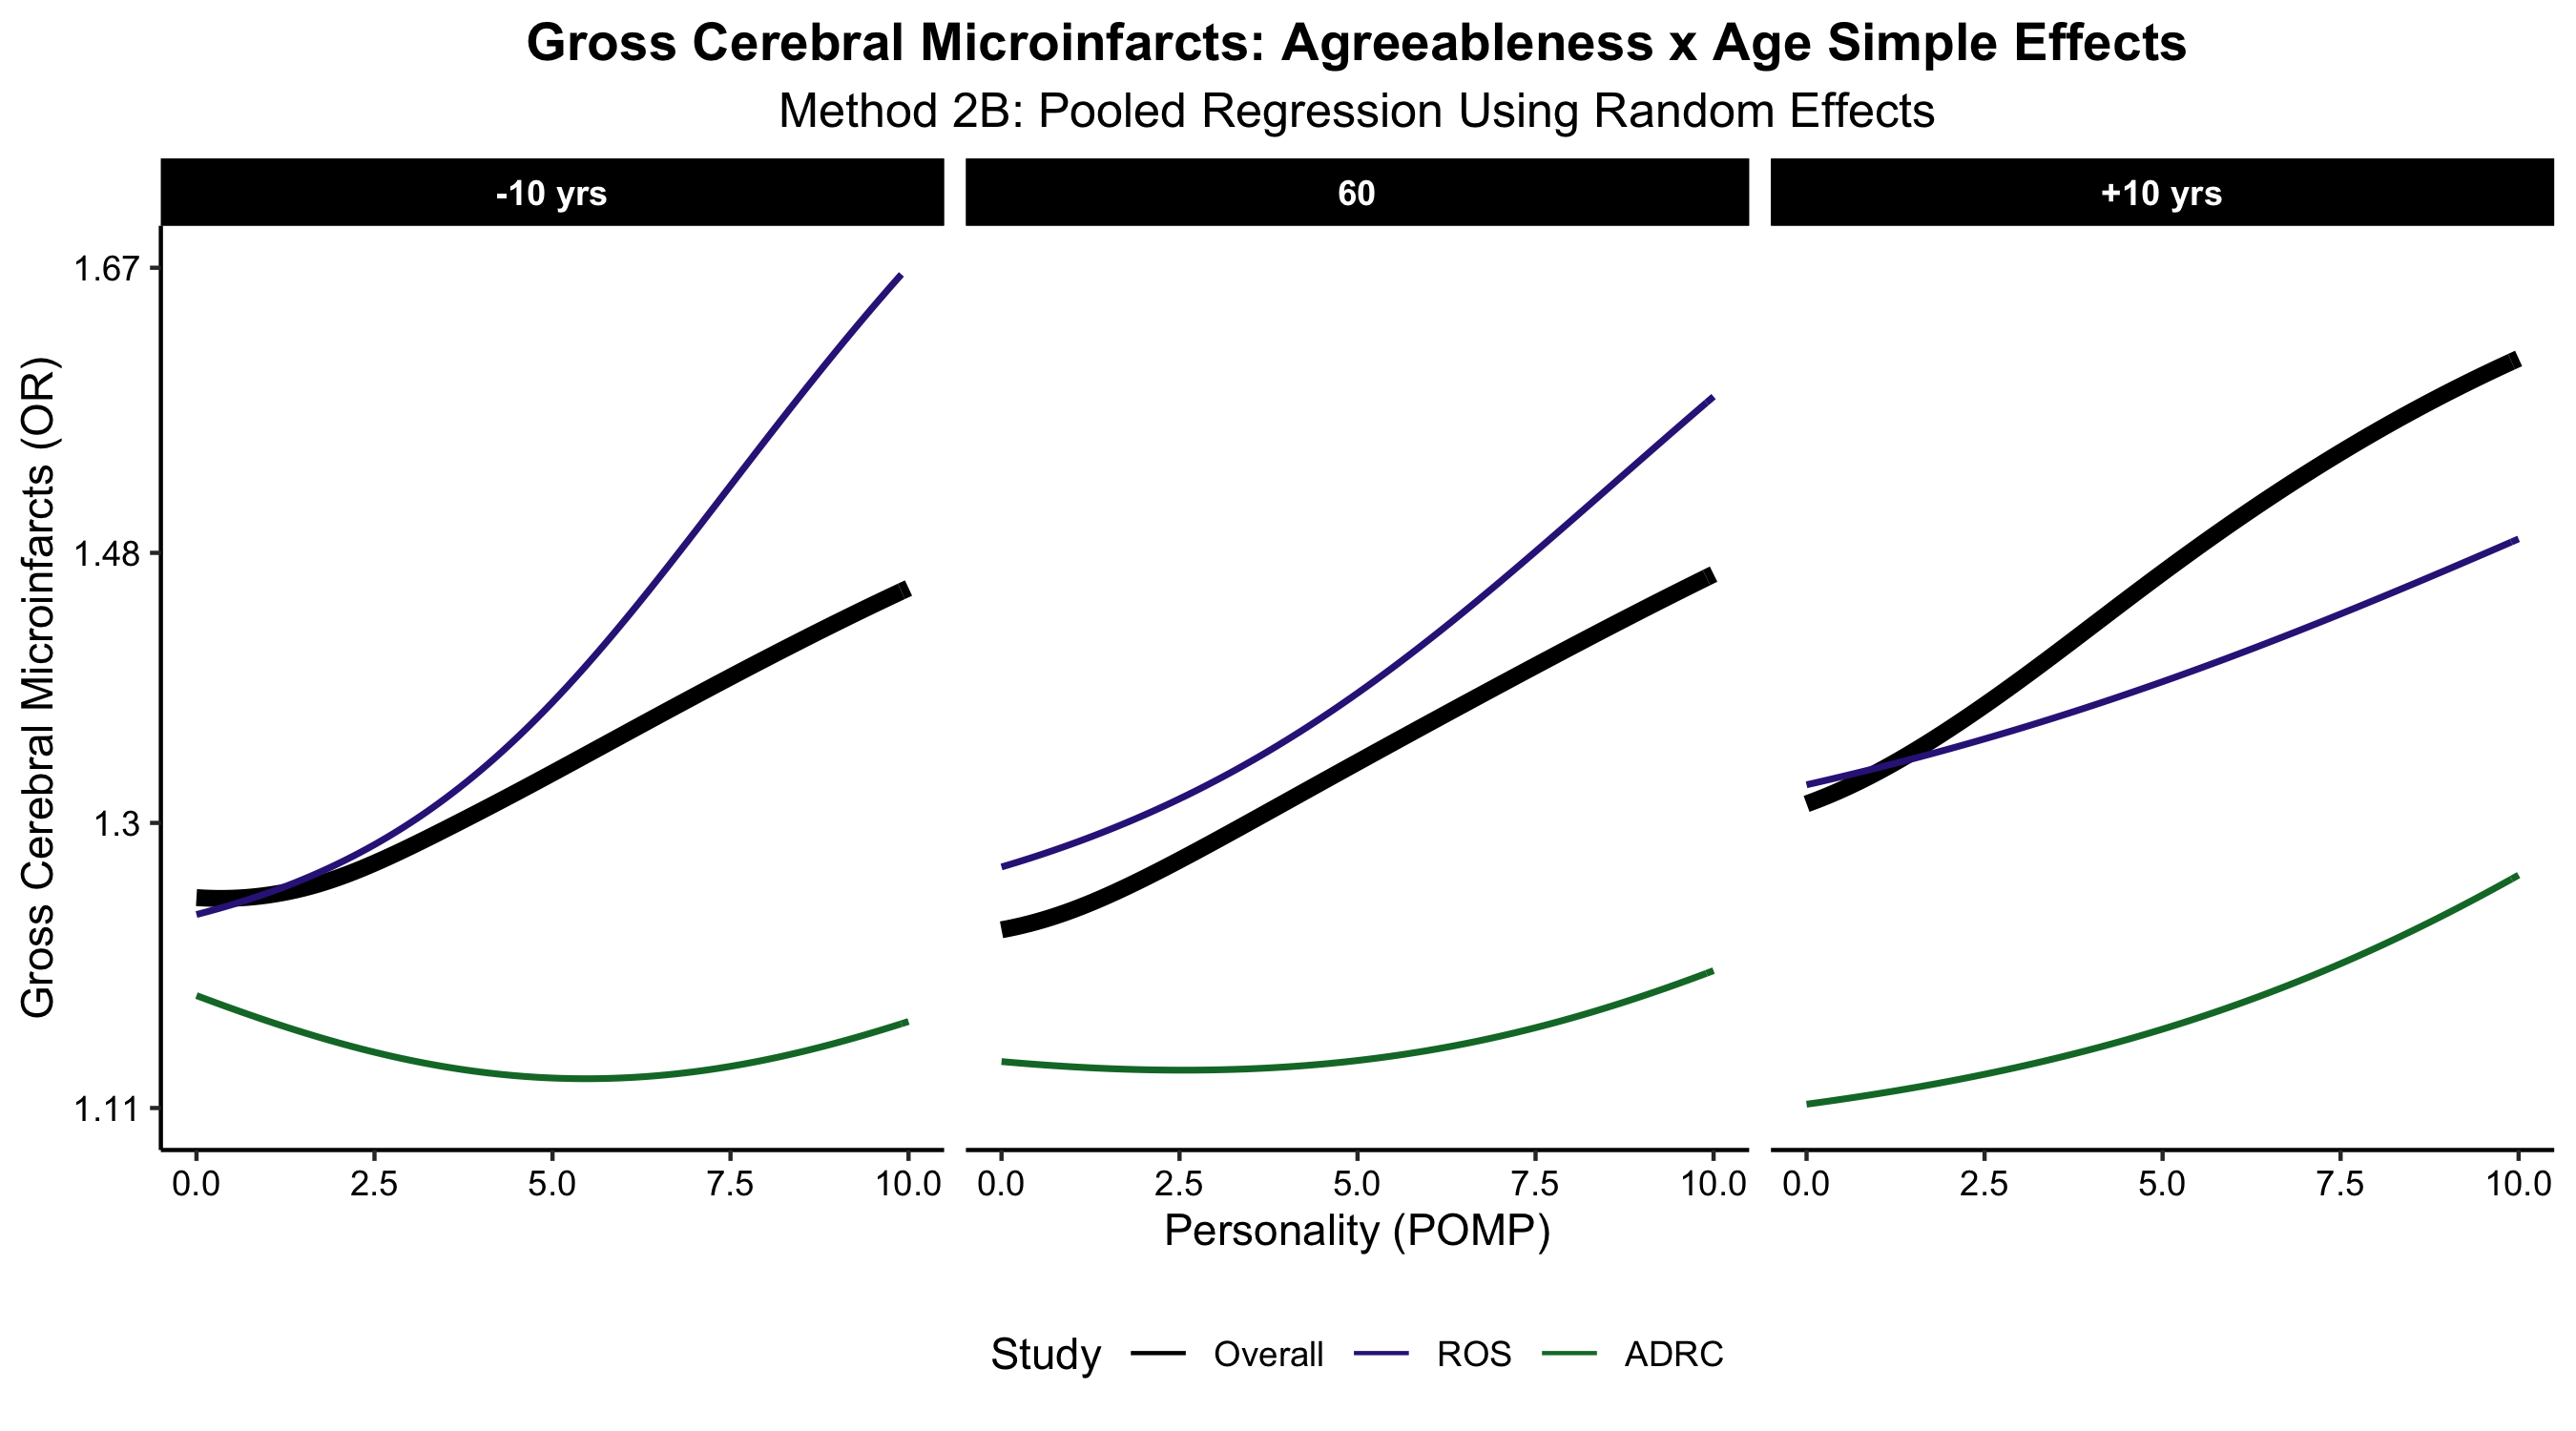 Gross Cerebral Microinfarcts: Agreeableness x Age Simple Effects
Method 2B: Pooled Regression Using Random Effects
-10 yrs 60 +10 yrs
Gross Cerebral Microinfarcts (OR)
1.67
1.48
1.3
1.11
0.0 2.5 5.0 7.5 10.0 0.0 2.5 5.0 7.5 10.0 0.0 2.5 5.0 7.5 10.0
Personality (POMP)
Study Overall ROS ADRC